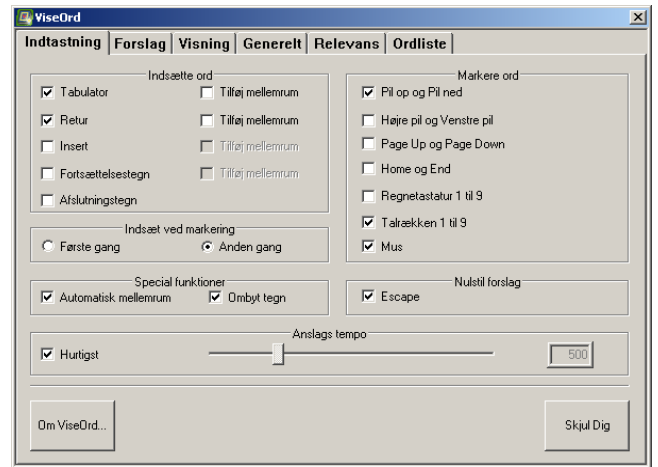 ViseOrd
Indtastning Forslag Visning Generelt Relevans Ordliste
Indsætte ord
Tabulator Tilføj mellemrum
Retur Tilføj mellemrum
Insert Tilføj mellemrum
Fortsættelsestegn Tilføj mellemrum
Afslutningstegn
Markere ord
Pil op og Pil ned
Højre pil og Venstre pil
Page Up og Page Down
Home og End
Regnetastatur 1 til 9
Talrækken 1 til 9
Mus
Indsæt ved markering
Første gang Anden gang
Special funktioner
Automatisk mellemrum Ombyt tegn
Nulstil forslag
Escape
Anslags tempo
Hurtigst 500
Om ViseOrd... Skjul Dig